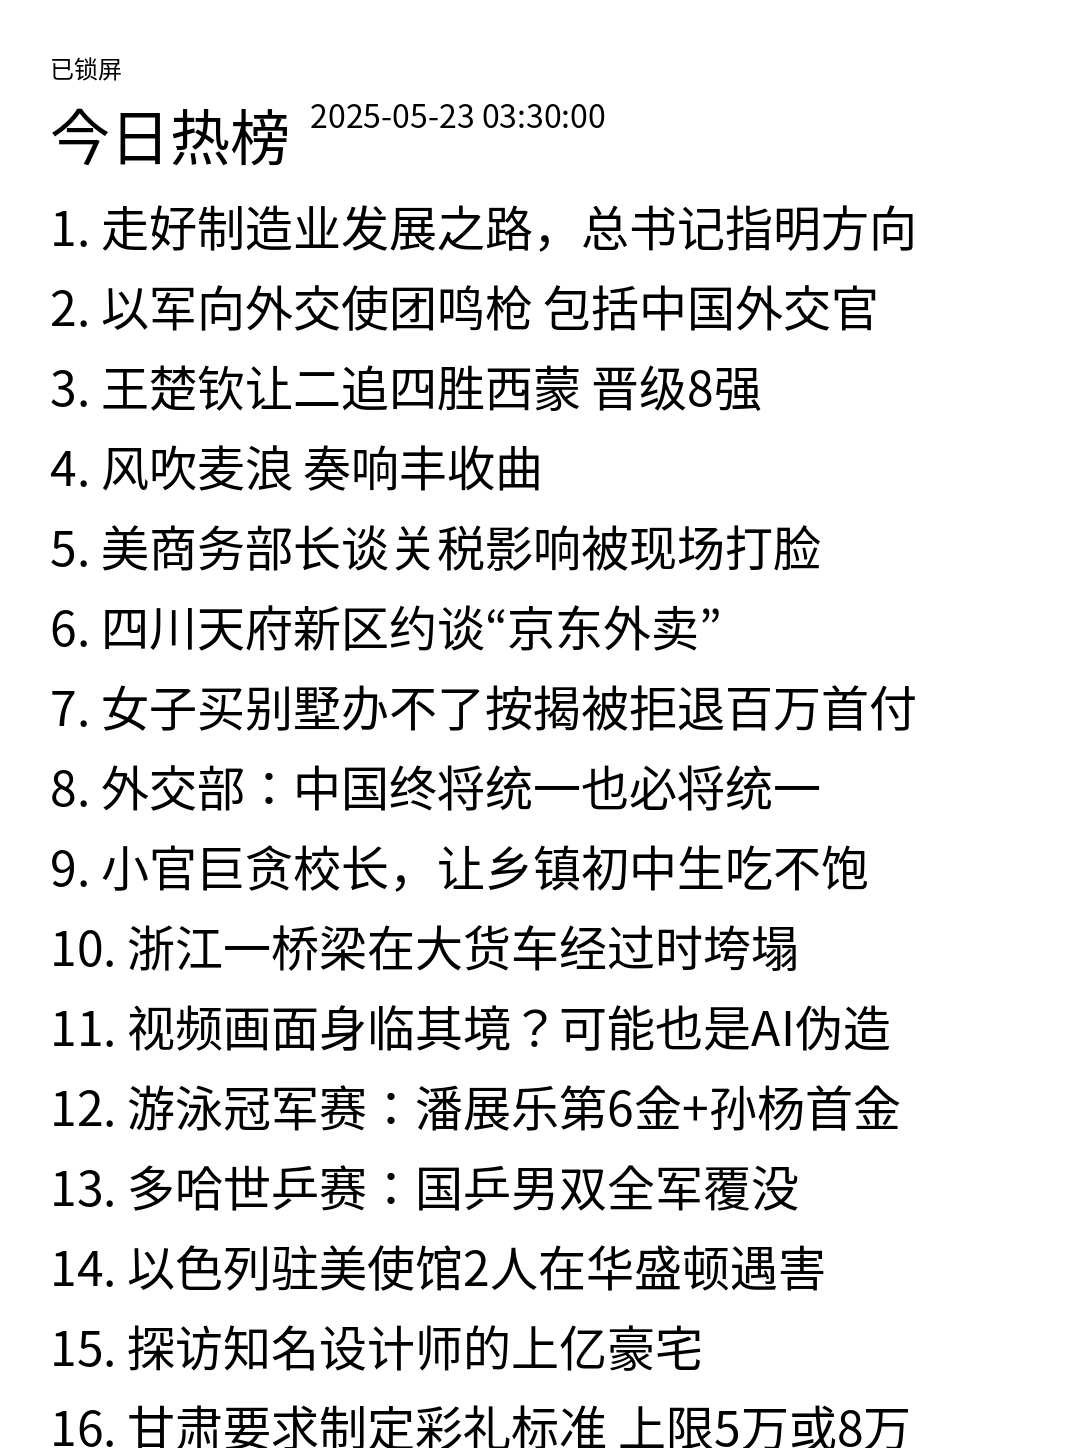 已锁屏
今日热榜 2025-05-23 03:30:00
1. 走好制造业发展之路，总书记指明方向
2. 以军向外交使团鸣枪 包括中国外交官
3. 王楚钦让二追四胜西蒙 晋级8强
4. 风吹麦浪 奏响丰收曲
5. 美商务部长谈关税影响被现场打脸
6. 四川天府新区约谈“京东外卖”
7. 女子买别墅办不了按揭被拒退百万首付
8. 外交部：中国终将统一也必将统一
9. 小官巨贪校长，让乡镇初中生吃不饱
10. 浙江一桥梁在大货车经过时垮塌
11. 视频画面身临其境？可能也是AI伪造
12. 游泳冠军赛：潘展乐第6金+孙杨首金
13. 多哈世乒赛：国乒男双全军覆没
14. 以色列驻美使馆2人在华盛顿遇害
15. 探访知名设计师的上亿豪宅
16. 甘肃要求制定彩礼标准 上限5万或8万